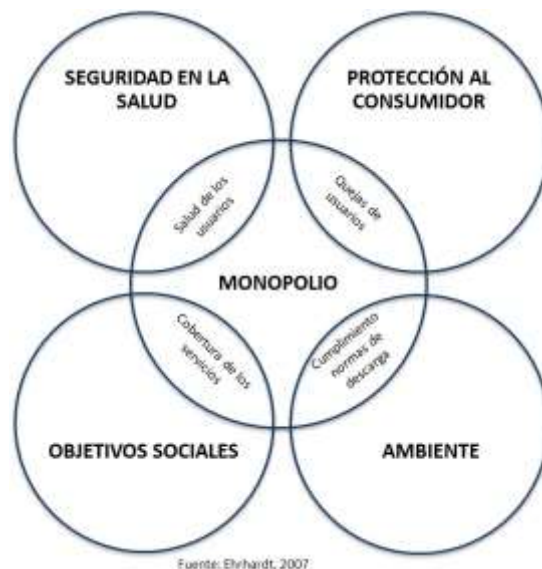 SEGURIDAD EN LA
SALUD
PROTECCIÓN AL
CONSUMIDOR
Salud de los
usuarios
Quejas de
usuarios
MONOPOLIO
Cobertura de los
servicios
Cumplimiento
normas de
descarga
OBJETIVOS SOCIALES
AMBIENTE
Fuente: Ehrhardt, 2007